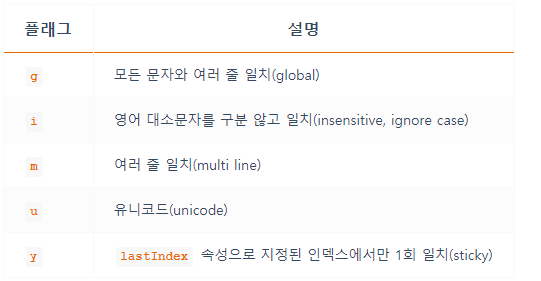 플래그 설명
g 모든 문자와 여러 줄 일치(global)
i 영어 대소문자를 구분 않고 일치(insensitive, ignore case)
m 여러 줄 일치(multi line)
u 유니코드(unicode)
y lastIndex 속성으로 지정된 인덱스에서만 1회 일치(sticky)